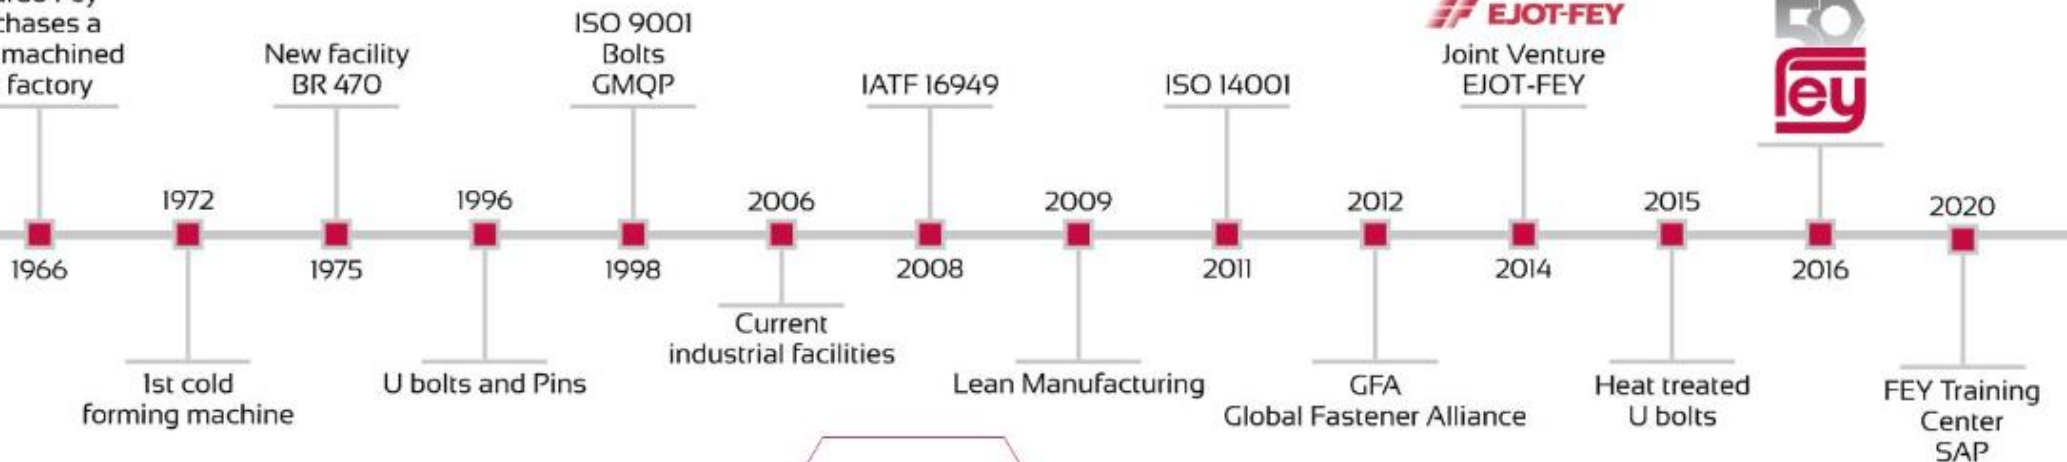 chases a
machined
factory
1966
1972
1st cold
forming machine
New facility
BR 470
1975
1996
U bolts and Pins
ISO 9001
Bolts
GMQP
1998
2006
Current
industrial facilities
IATF 16949
2008
2009
Lean Manufacturing
ISO 14001
2011
2012
GFA
Global Fastener Alliance
EJOT-FEY
Joint Venture
EJOT-FEY
2014
2015
Heat treated
U bolts
50
fey
2016
2020
FEY Training
Center
SAP